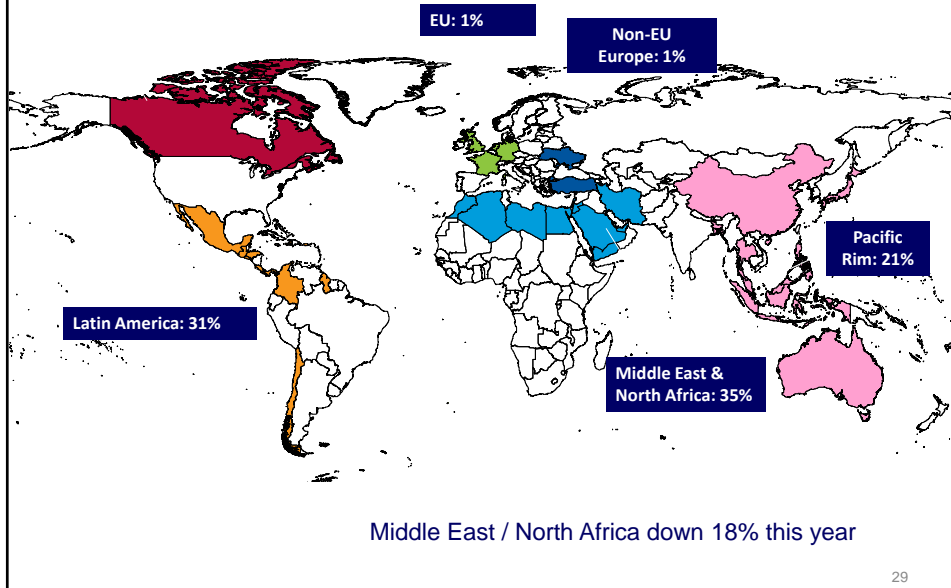 EU: 1%
Non-EU
Europe: 1%
Pacific
Rim: 21%
Latin America: 31%
Middle East &
North Africa: 35%
Middle East / North Africa down 18% this year
29